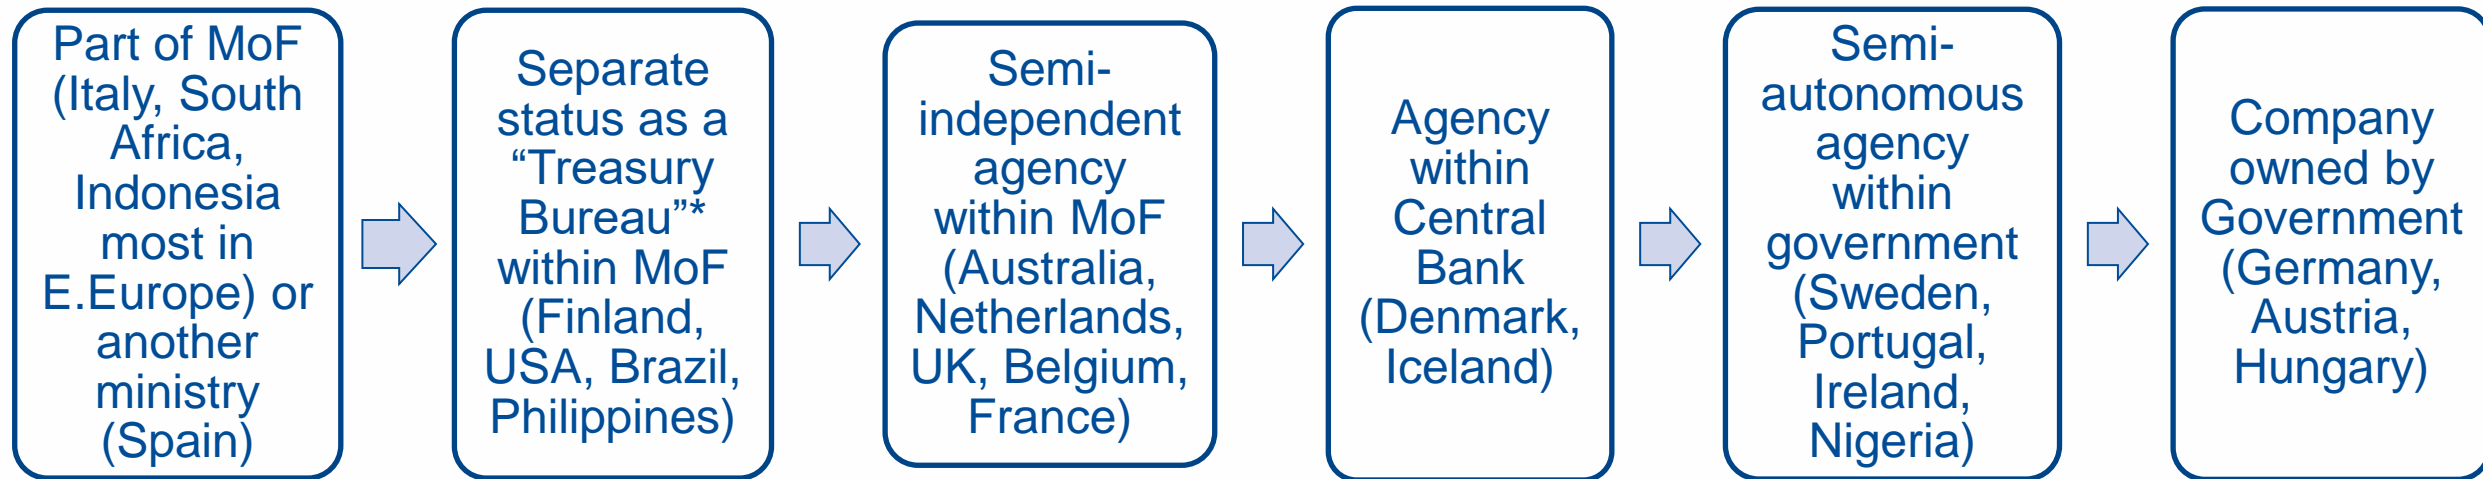 Part of MoF
(Italy, South
Africa,
Indonesia
most in
E.Europe) or
another
ministry
(Spain)
Separate
status as a
“Treasury
Bureau”*
within MoF
(Finland,
USA, Brazil,
Philippines)
Semi-
independent
agency
within MoF
(Australia,
Netherlands,
UK, Belgium,
France)
Agency
within
Central
Bank
(Denmark,
Iceland)
Semi-
autonomous
agency
within
government
(Sweden,
Portugal,
Ireland,
Nigeria)
Company
owned by
Government
(Germany,
Austria,
Hungary)